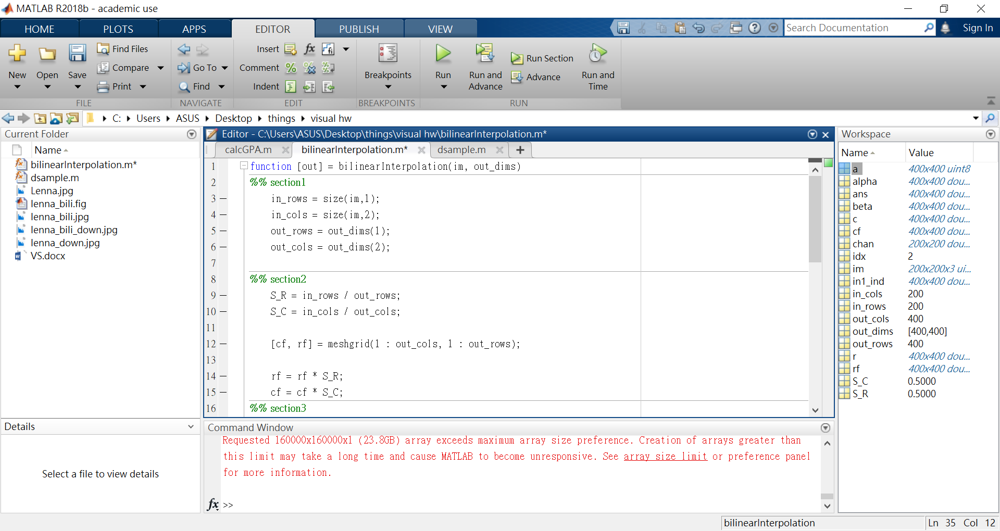 MATLAB R2018b - academic use
HOME PLOTS APPS EDITOR PUBLISH VIEW
Search Documentation
Sign In
New
Open
Save
Find Files
Compare
Print
FILE
Go To
Find
NAVIGATE
Insert
Comment
Indent
EDIT
Breakpoints
BREAKPOINTS
Run
Run and
Advance
Run Section
Advance
Run and
Time
RUN
C: Users ASUS Desktop things visual hw
Current Folder
Name
bilinearInterpolation.m*
dsample.m
Lenna.jpg
lenna_bili.fig
lenna_bili.jpg
lenna_bili_down.jpg
lenna_down.jpg
VS.docx
Details
Select a file to view details
Editor - C:\Users\ASUS\Desktop\things\visual hw\bilinearInterpolation.m*
calcGPA.m bilinearInterpolation.m* dsample.m +
1 function [out] = bilinearInterpolation(im, out_dims)
2 %% section1
3 in_rows = size(im,1);
4 in_cols = size(im,2);
5 out_rows = out_dims(1);
6 out_cols = out_dims(2);
7
8 %% section2
9 S_R = in_rows / out_rows;
10 S_C = in_cols / out_cols;
11
12 [cf, rf] = meshgrid(1 : out_cols, 1 : out_rows);
13
14 rf = rf * S_R;
15 cf = cf * S_C;
16 %% section3
Command Window
Requested 160000x160000x1 (23.8GB) array exceeds maximum array size preference. Creation of arrays greater than
this limit may take a long time and cause MATLAB to become unresponsive. See array size limit or preference panel
for more information.
fx >>
Workspace
Name Value
a 400x400 uint8
alpha 400x400 dou...
ans 400x400 dou...
beta 400x400 dou...
c 400x400 dou...
cf 400x400 dou...
chan 200x200 dou...
idx 2
im 200x200x3 ui...
in1_ind 400x400 dou...
in_cols 200
in_rows 200
out_cols 400
out_dims [400,400]
out_rows 400
r 400x400 dou...
rf 400x400 dou...
S_C 0.5000
S_R 0.5000
bilinearInterpolation
Ln 35 Col 12